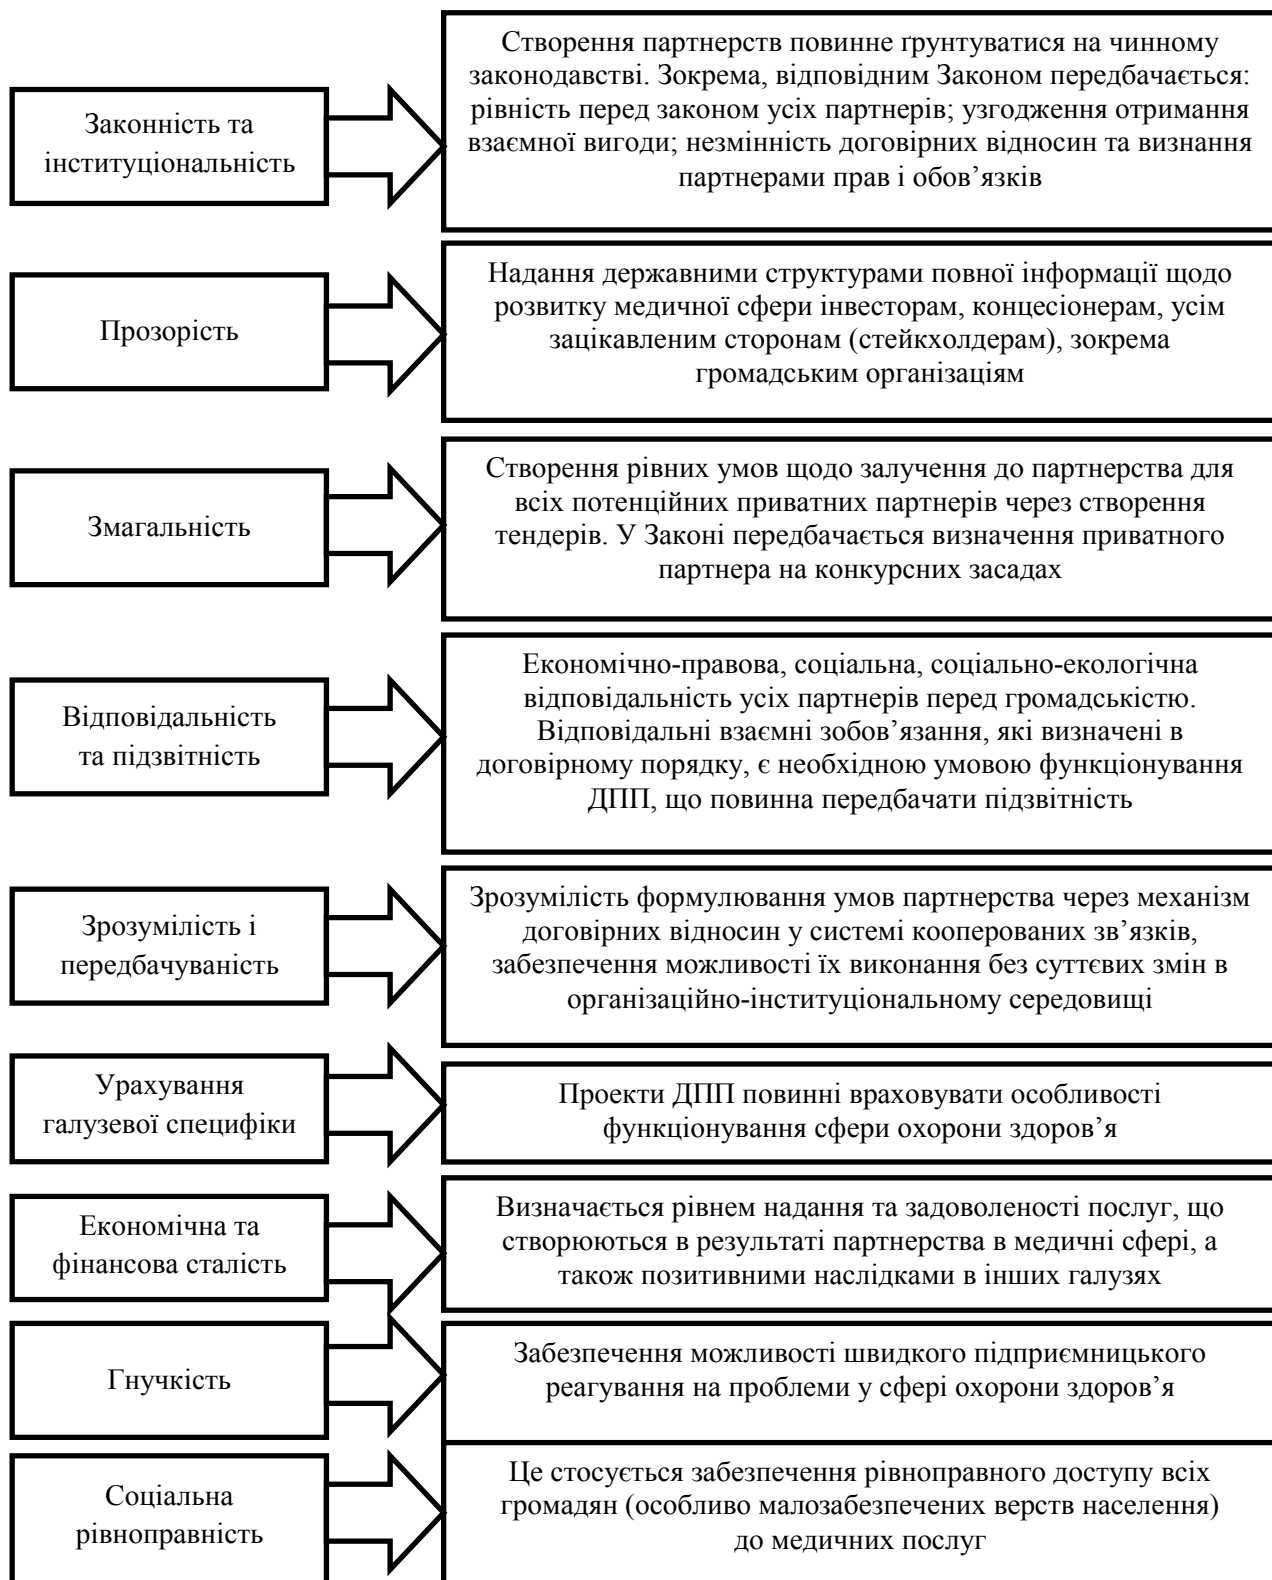 Законність та
інституціональність
Створення партнерств повинне ґрунтуватися на чинному
законодавстві. Зокрема, відповідним Законом передбачається:
рівність перед законом усіх партнерів; узгодження отримання
взаємної вигоди; незмінність договірних відносин та визнання
партнерами прав і обов’язків
Прозорість
Надання державними структурами повної інформації щодо
розвитку медичної сфери інвесторам, концесіонерам, усім
зацікавленим сторонам (стейкхолдерам), зокрема
громадським організаціям
Змагальність
Створення рівних умов щодо залучення до партнерства для
всіх потенційних приватних партнерів через створення
тендерів. У Законі передбачається визначення приватного
партнера на конкурсних засадах
Відповідальність
та підзвітність
Економічно-правова, соціальна, соціально-екологічна
відповідальність усіх партнерів перед громадськістю.
Відповідальні взаємні зобов’язання, які визначені в
договірному порядку, є необхідною умовою функціонування
ДПП, що повинна передбачати підзвітність
Зрозумілість і
передбачуваність
Зрозумілість формулювання умов партнерства через механізм
договірних відносин у системі кооперованих зв’язків,
забезпечення можливості їх виконання без суттєвих змін в
організаційно-інституціональному середовищі
Урахування
галузевої специфіки
Проекти ДПП повинні враховувати особливості
функціонування сфери охорони здоров’я
Економічна та
фінансова сталість
Визначається рівнем надання та задоволеності послуг, що
створюються в результаті партнерства в медичні сфері, а
також позитивними наслідками в інших галузях
Гнучкість
Забезпечення можливості швидкого підприємницького
реагування на проблеми у сфері охорони здоров’я
Соціальна
рівноправність
Це стосується забезпечення рівноправного доступу всіх
громадян (особливо малозабезпечених верств населення)
до медичних послуг